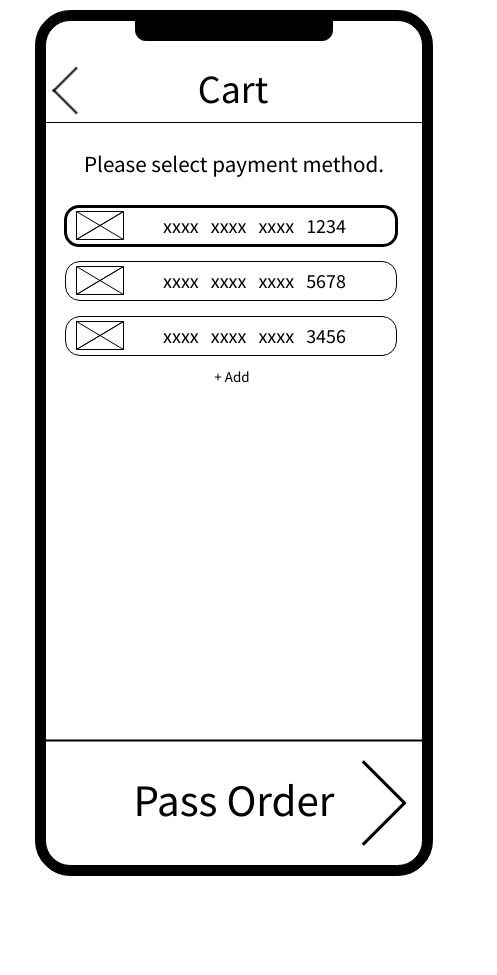 Cart
Please select payment method.
xxxx xxxx xxxx 1234
xxxx xxxx xxxx 5678
xxxx xxxx xxxx 3456
+ Add
Pass Order